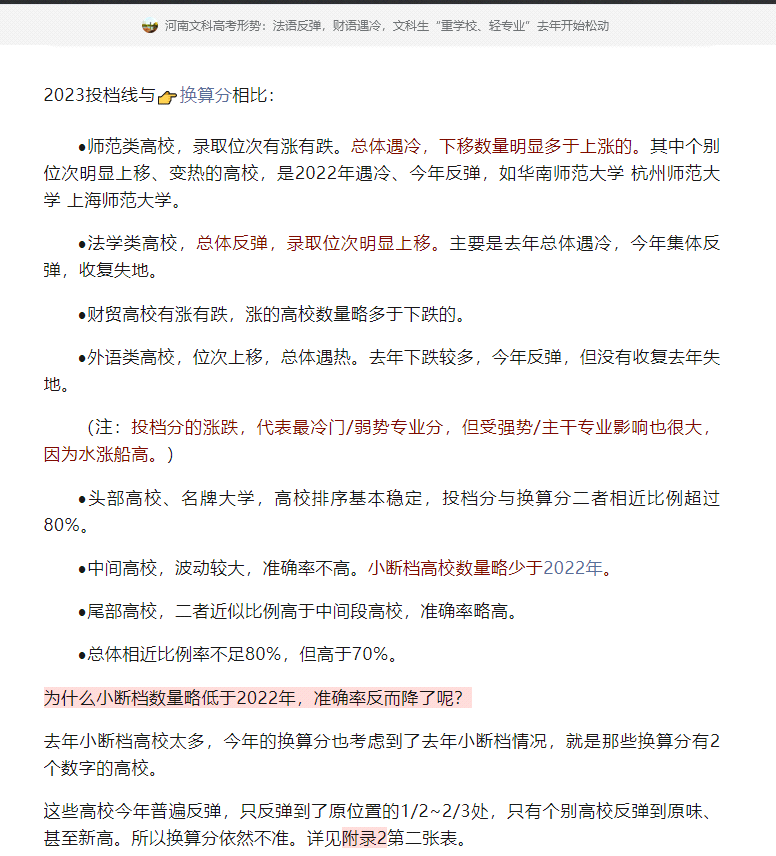 河南文科高考形势：法语反弹，财语遇冷，文科生“重学校、轻专业”去年开始松动
2023投档线与👉换算分相比：
●师范类高校，录取位次有涨有跌。总体遇冷，下移数量明显多于上涨的。其中个别
位次明显上移、变热的高校，是2022年遇冷、今年反弹，如华南师范大学 杭州师范大
学 上海师范大学。
●法学类高校，总体反弹，录取位次明显上移。主要是去年总体遇冷，今年集体反
弹，收复失地。
●财贸高校有涨有跌，涨的高校数量略多于下跌的。
●外语类高校，位次上移，总体遇热。去年下跌较多，今年反弹，但没有收复去年失
地。
（注：投档分的涨跌，代表最冷门/弱势专业分，但受强势/主干专业影响也很大，
因为水涨船高。）
●头部高校、名牌大学，高校排序基本稳定，投档分与换算分二者相近比例超过
80%。
●中间高校，波动较大，准确率不高。小断档高校数量略少于2022年。
●尾部高校，二者近似比例高于中间段高校，准确率略高。
●总体相近比例率不足80%，但高于70%。
为什么小断档数量略低于2022年，准确率反而降了呢？
去年小断档高校太多，今年的换算分也考虑到了去年小断档情况，就是那些换算分有2
个数字的高校。
这些高校今年普遍反弹，只反弹到了原位置的1/2~2/3处，只有个别高校反弹到原味、
甚至新高。所以换算分依然不准。详见附录2第二张表。